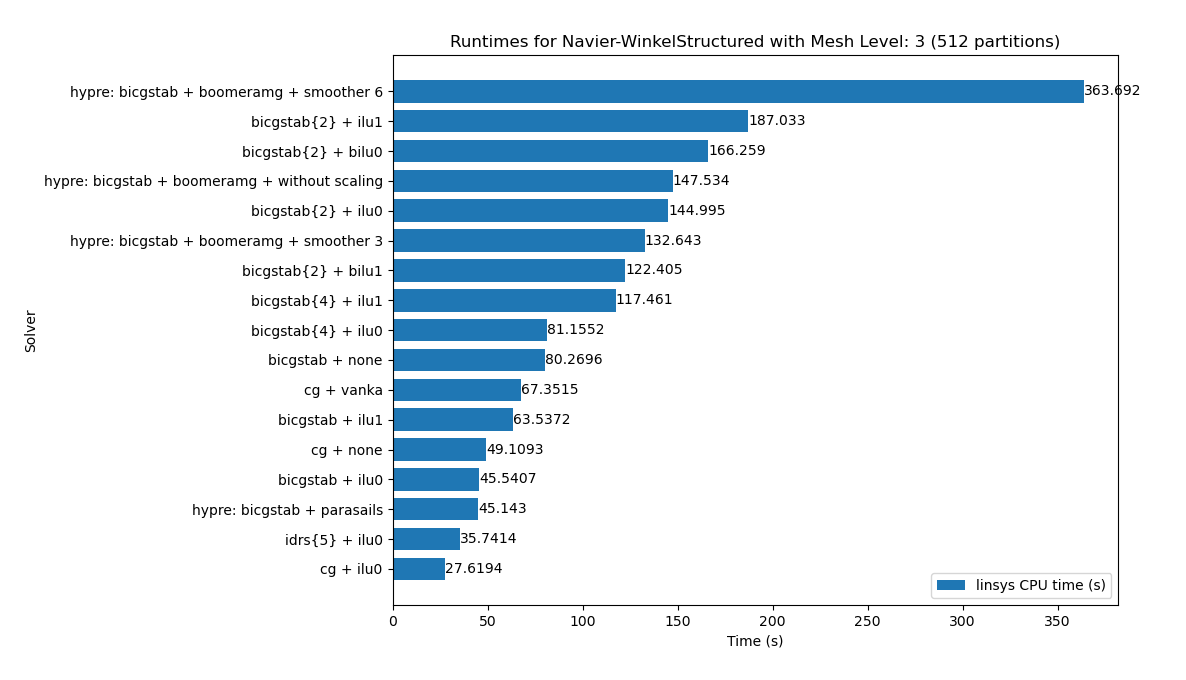 Runtimes for Navier-WinkelStructured with Mesh Level: 3 (512 partitions)
Solver
hypre: bicgstab + boomeramg + smoother 6 363.692
bicgstab{2} + ilu1 187.033
bicgstab{2} + bilu0 166.259
hypre: bicgstab + boomeramg + without scaling 147.534
bicgstab{2} + ilu0 144.995
hypre: bicgstab + boomeramg + smoother 3 132.643
bicgstab{2} + bilu1 122.405
bicgstab{4} + ilu1 117.461
bicgstab{4} + ilu0 81.1552
bicgstab + none 80.2696
cg + vanka 67.3515
bicgstab + ilu1 63.5372
cg + none 49.1093
bicgstab + ilu0 45.5407
hypre: bicgstab + parasails 45.143
idrs{5} + ilu0 35.7414
cg + ilu0 27.6194
linsys CPU time (s)
0 50 100 150 200 250 300 350
Time (s)